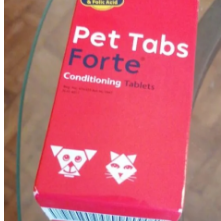 & Folic Acid
Pet Tabs
Forte
Conditioning Tablets